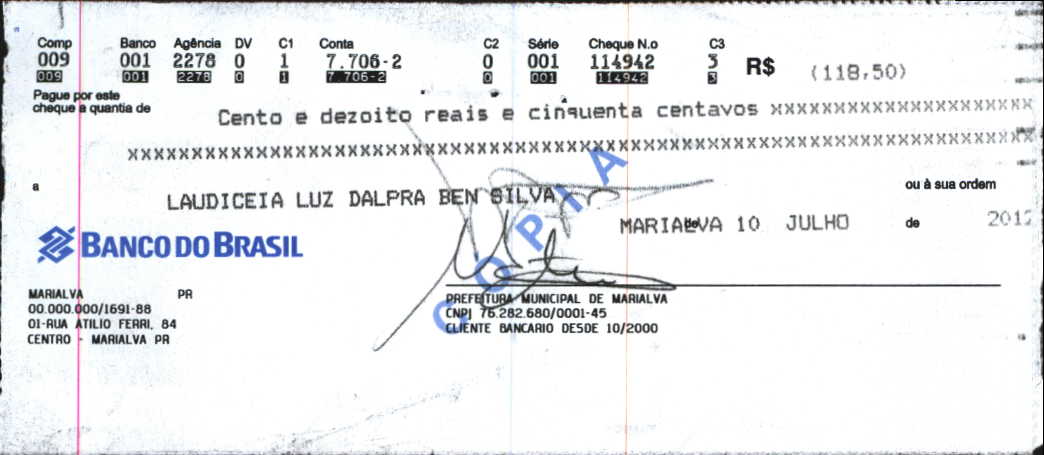 Comp Banco Agência DV C1 Conta C2 Série Cheque N.o C3
009 001 2278 0 1 7.706-2 0 001 114942 3 R$ (118,50)
009 001 2278 0 1 7.706-2 0 001 114942 3
Pague por este
cheque a quantia de Cento e dezoito reais e cinquenta centavos xxxxxxxxxxxxxxxxxxxxx
xxxxxxxxxxxxxxxxxxxxxxxxxxxxxxxxxxxxxxxxxxxxxxxxxxxxxxxxxxxxxxxxxxxxxxx
a LAUDICEIA LUZ DALPRA BEN SILVA ou à sua ordem
MARIALVA de 10 JULHO de 2012
BANCO DO BRASIL
CÓPIA
MARIALVA PR
00.000.000/1691-88
01-RUA ATILIO FERRI, 84
CENTRO - MARIALVA PR
PREFEITURA MUNICIPAL DE MARIALVA
CNPJ 76.282.680/0001-45
CLIENTE BANCARIO DESDE 10/2000